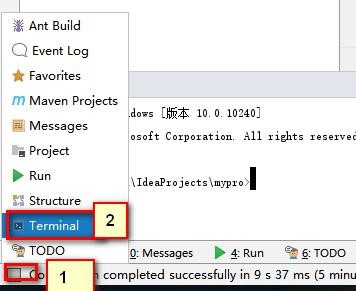 Ant Build
Event Log
Favorites
Maven Projects
Messages
Project
Run
Structure
Terminal
TODO
2
1
dows [版本 10.0.10240]
osoft Corporation. All rights reserved
\IdeaProjects\mypro>
0: Messages
4: Run
6: TODO
Co
n completed successfully in 9 s 37 ms (5 minu